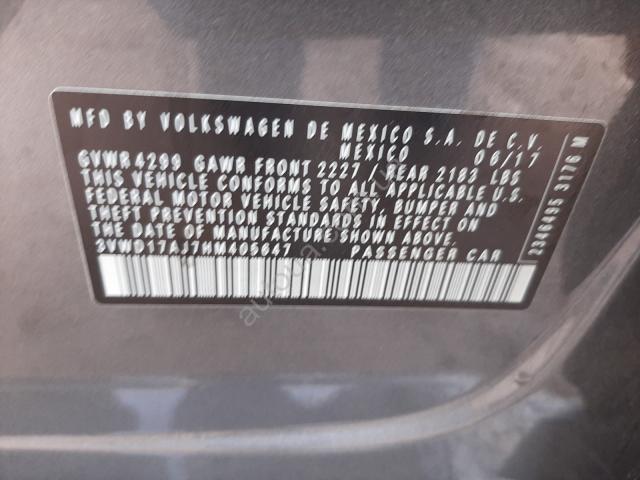 MFD BY VOLKSWAGEN DE MEXICO S.A. DE C.V.
MEXICO 06/17
GVWR 4299 GAWR FRONT 2227 / REAR 2183 LBS
THIS VEHICLE CONFORMS TO ALL APPLICABLE U.S.
FEDERAL MOTOR VEHICLE SAFETY, BUMPER AND
THEFT PREVENTION STANDARDS IN EFFECT ON
THE DATE OF MANUFACTURE SHOWN ABOVE.
3VWD17AJ7HM405647 PASSENGER CAR